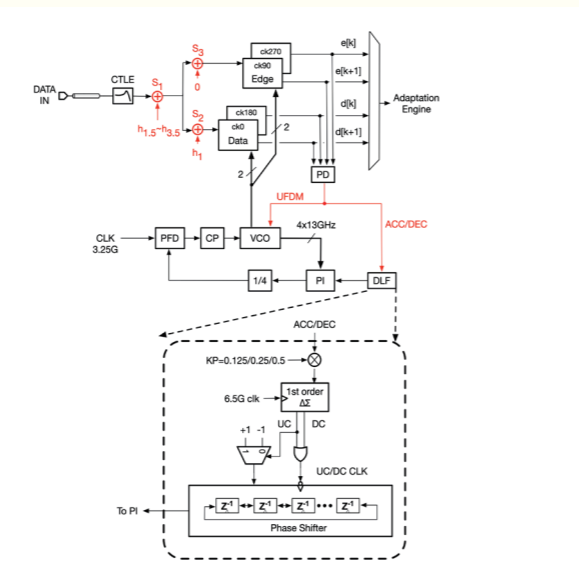 S3
ck270
e[k]
ck90
Edge
0
e[k+1]
CTLE
S1
DATA
IN
Adaptation
Engine
S2
ck180
d[k]
h1.5~h3.5
ck0
Data
2
d[k+1]
h1
2
PD
UFDM
4x13GHz
ACC/DEC
CLK
3.25G
PFD
CP
VCO
1/4
PI
DLF
ACC/DEC
KP=0.125/0.25/0.5
1st order
ΔΣ
6.5G clk
UC
DC
+1 -1
1 0
UC/DC CLK
To PI
Z-1 Z-1 Z-1 Z-1
Phase Shifter